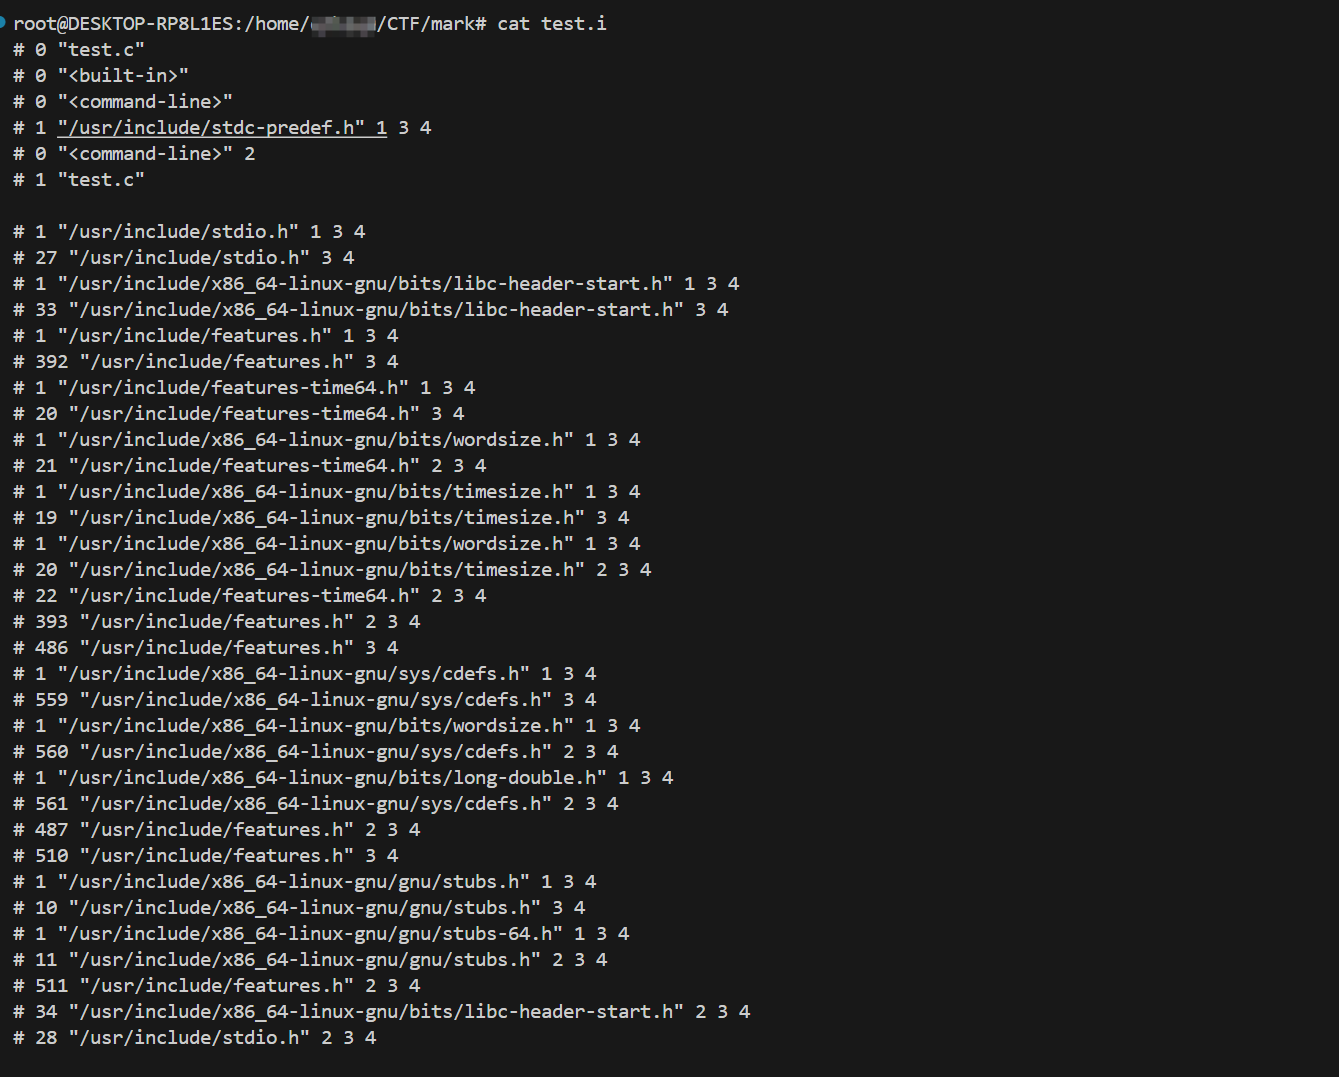 root@DESKTOP-RP8L1ES:/home/ /CTF/mark# cat test.i
# 0 "test.c"
# 0 "<built-in>"
# 0 "<command-line>"
# 1 "/usr/include/stdc-predef.h" 1 3 4
# 0 "<command-line>" 2
# 1 "test.c"

# 1 "/usr/include/stdio.h" 1 3 4
# 27 "/usr/include/stdio.h" 3 4
# 1 "/usr/include/x86_64-linux-gnu/bits/libc-header-start.h" 1 3 4
# 33 "/usr/include/x86_64-linux-gnu/bits/libc-header-start.h" 3 4
# 1 "/usr/include/features.h" 1 3 4
# 392 "/usr/include/features.h" 3 4
# 1 "/usr/include/features-time64.h" 1 3 4
# 20 "/usr/include/features-time64.h" 3 4
# 1 "/usr/include/x86_64-linux-gnu/bits/wordsize.h" 1 3 4
# 21 "/usr/include/features-time64.h" 2 3 4
# 1 "/usr/include/x86_64-linux-gnu/bits/timesize.h" 1 3 4
# 19 "/usr/include/x86_64-linux-gnu/bits/timesize.h" 3 4
# 1 "/usr/include/x86_64-linux-gnu/bits/wordsize.h" 1 3 4
# 20 "/usr/include/x86_64-linux-gnu/bits/timesize.h" 2 3 4
# 22 "/usr/include/features-time64.h" 2 3 4
# 393 "/usr/include/features.h" 2 3 4
# 486 "/usr/include/features.h" 3 4
# 1 "/usr/include/x86_64-linux-gnu/sys/cdefs.h" 1 3 4
# 559 "/usr/include/x86_64-linux-gnu/sys/cdefs.h" 3 4
# 1 "/usr/include/x86_64-linux-gnu/bits/wordsize.h" 1 3 4
# 560 "/usr/include/x86_64-linux-gnu/sys/cdefs.h" 2 3 4
# 1 "/usr/include/x86_64-linux-gnu/bits/long-double.h" 1 3 4
# 561 "/usr/include/x86_64-linux-gnu/sys/cdefs.h" 2 3 4
# 487 "/usr/include/features.h" 2 3 4
# 510 "/usr/include/features.h" 3 4
# 1 "/usr/include/x86_64-linux-gnu/gnu/stubs.h" 1 3 4
# 10 "/usr/include/x86_64-linux-gnu/gnu/stubs.h" 3 4
# 1 "/usr/include/x86_64-linux-gnu/gnu/stubs-64.h" 1 3 4
# 11 "/usr/include/x86_64-linux-gnu/gnu/stubs.h" 2 3 4
# 511 "/usr/include/features.h" 2 3 4
# 34 "/usr/include/x86_64-linux-gnu/bits/libc-header-start.h" 2 3 4
# 28 "/usr/include/stdio.h" 2 3 4